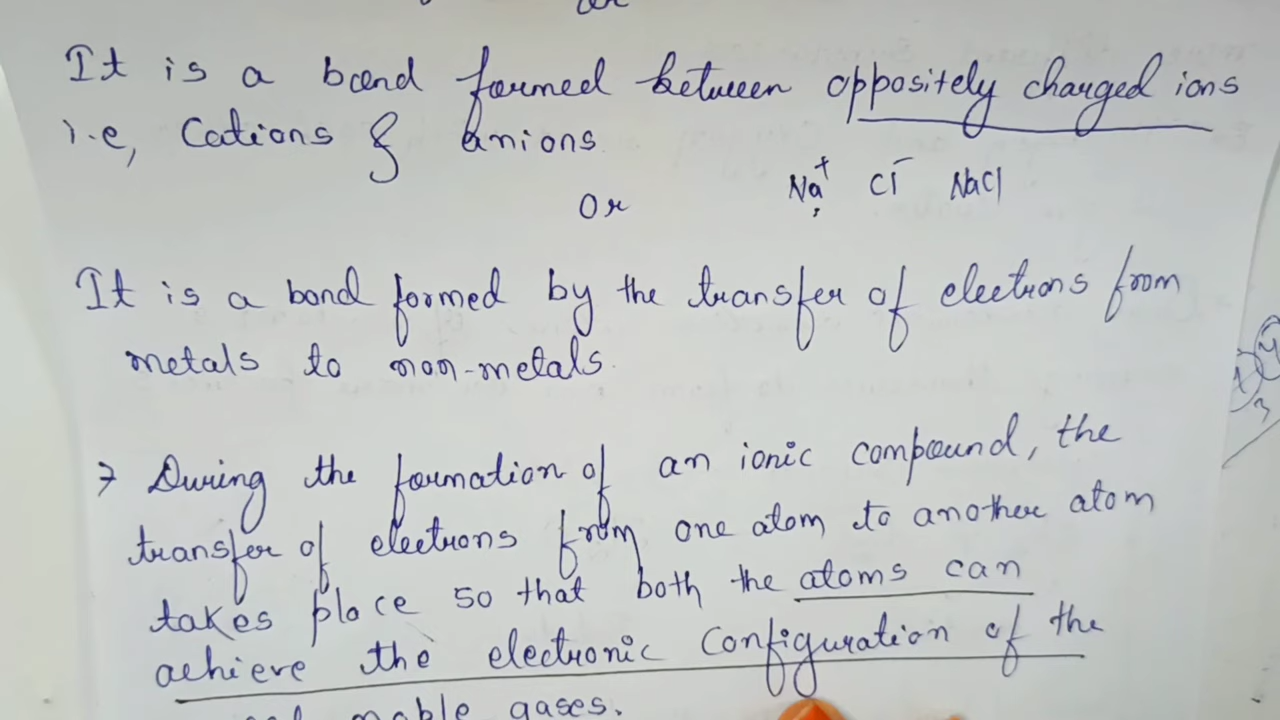 or
It is a bond formed between oppositely charged ions
i.e, Cations & anions
Na⁺ Cl⁻ NaCl
Or
It is a bond formed by the transfer of electrons from
metals to non-metals.
→ During the formation of an ionic compound, the
transfer of electrons from one atom to another atom
takes place so that both the atoms can
achieve the electronic configuration of the
noble gases.